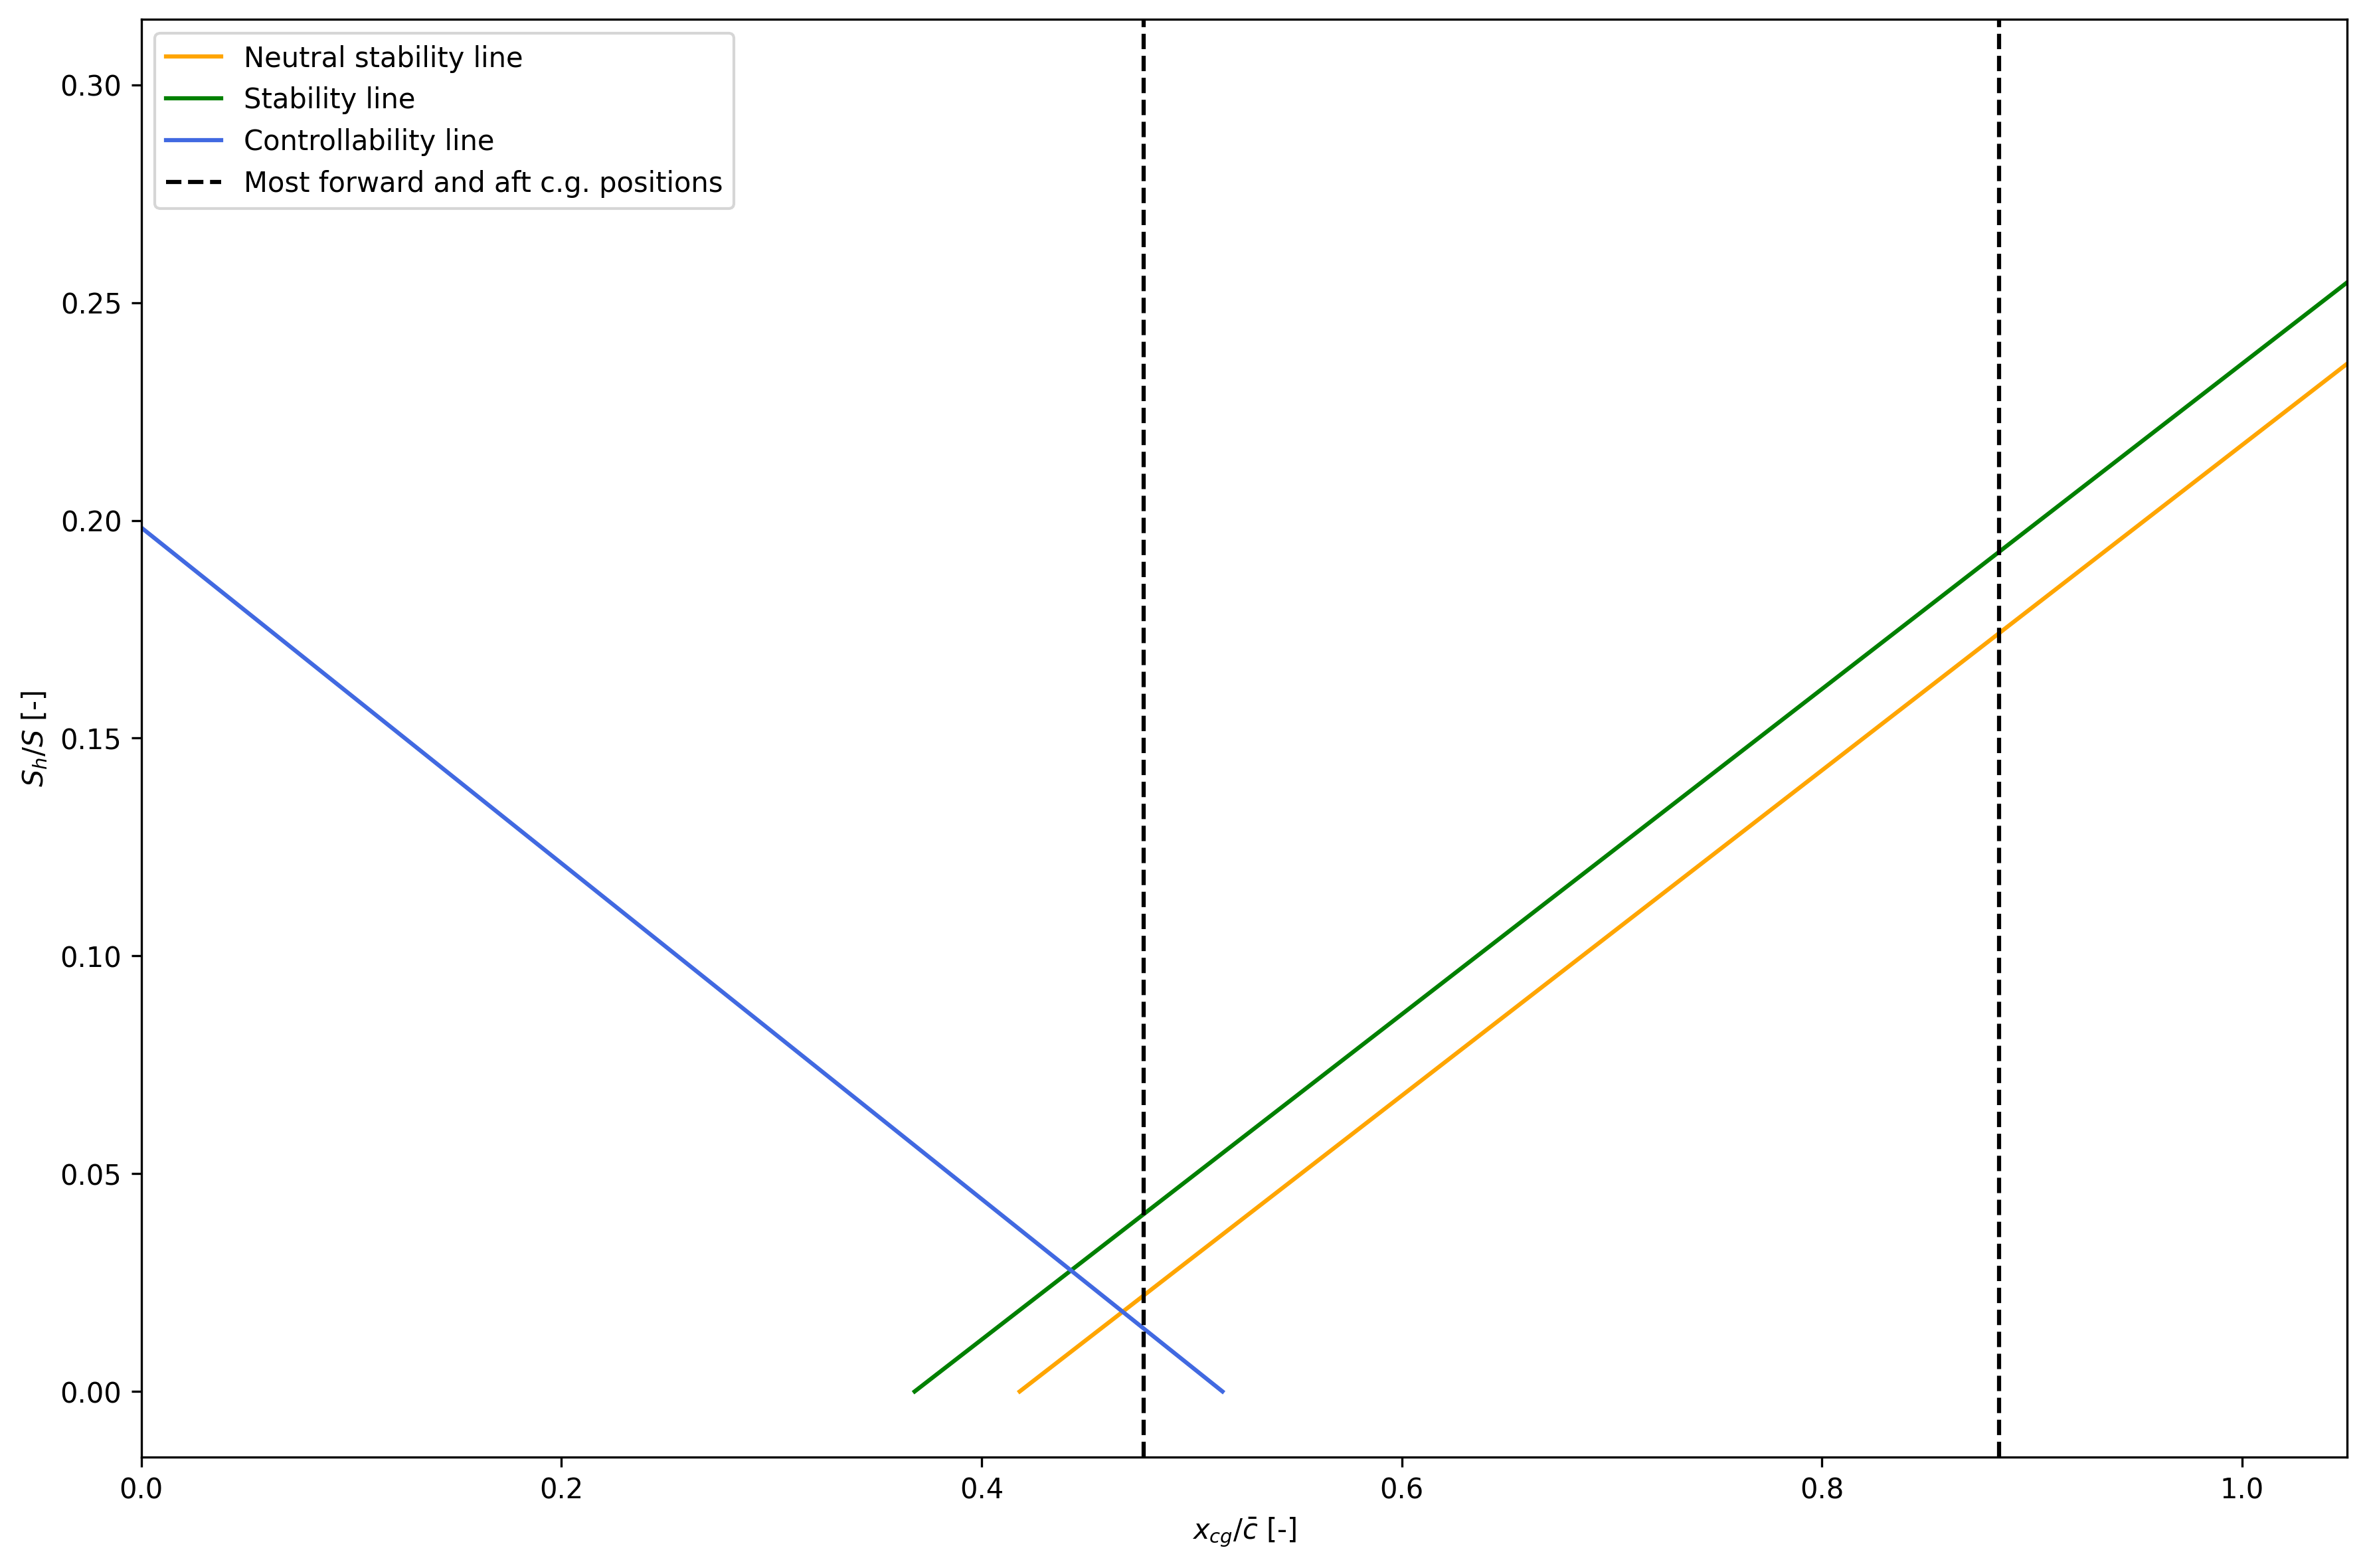 Neutral stability line
Stability line
Controllability line
Most forward and aft c.g. positions
0.30
0.25
0.20
0.15
0.10
0.05
0.00
S_h/S [-]
0.0 0.2 0.4 0.6 0.8 1.0
x_cg/c̄ [-]